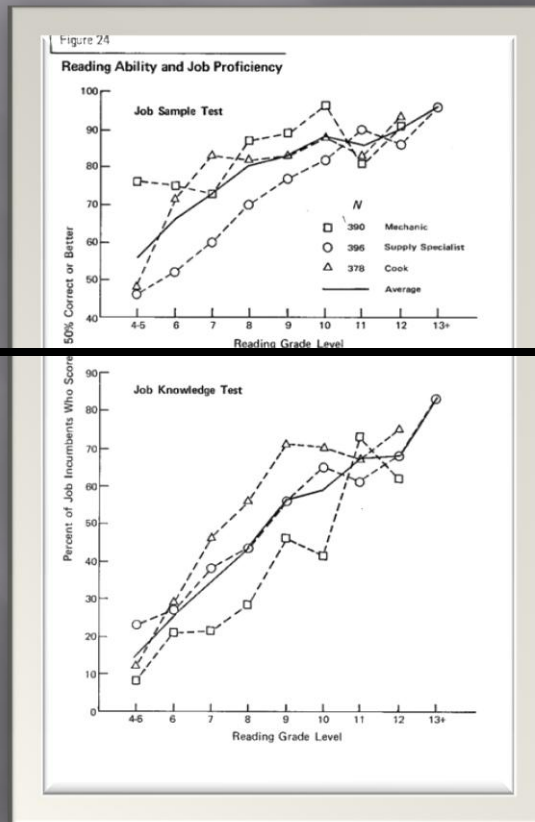 Figure 24
Reading Ability and Job Proficiency
Percent of Job Incumbents Who Score 50% Correct or Better
Job Sample Test
100
90
80
70
60
50
40
N
390 Mechanic
396 Supply Specialist
378 Cook
Average
4-5 6 7 8 9 10 11 12 13+
Reading Grade Level
Job Knowledge Test
90
80
70
60
50
40
30
20
10
0
4-5 6 7 8 9 10 11 12 13+
Reading Grade Level